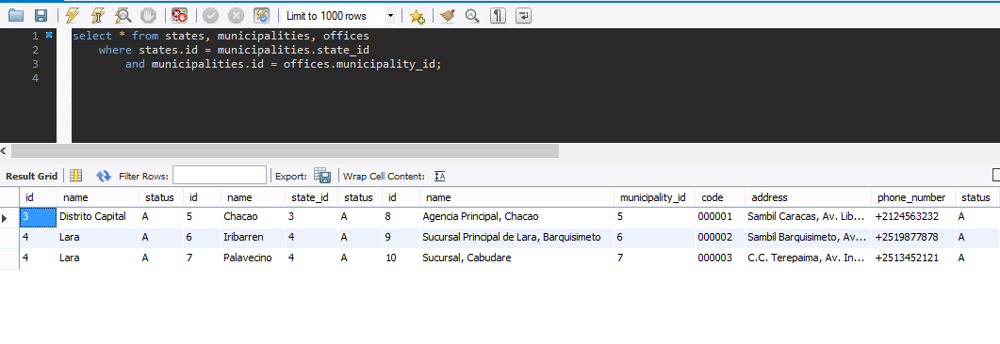 Limit to 1000 rows
1 select * from states, municipalities, offices
2 where states.id = municipalities.state_id
3 and municipalities.id = offices.municipality_id;
4
Result Grid Filter Rows: Export: Wrap Cell Content:
id name status id name state_id status id name municipality_id code address phone_number status
3 Distrito Capital A 5 Chacao 3 A 8 Agencia Principal, Chacao 5 000001 Sambil Caracas, Av. Lib... +2124563232 A
4 Lara A 6 Iribarren 4 A 9 Sucursal Principal de Lara, Barquisimeto 6 000002 Sambil Barquisimeto, Av... +2519877878 A
4 Lara A 7 Palavecino 4 A 10 Sucursal, Cabudare 7 000003 C.C. Terepaima, Av. In... +2513452121 A